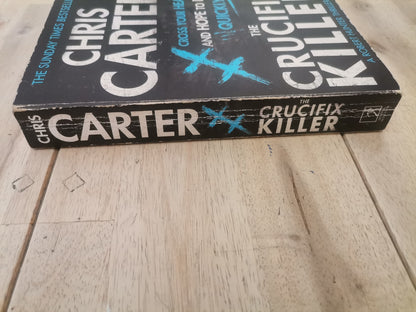 THE SUNDAY TIMES BESTSELLER
CHRIS
CARTER
CROSS YOUR HEART
AND HOPE TO DIE
QUICKLY
THE
CRUCIFIX
KILLER
CHRIS CARTER
THE
CRUCIFIX
KILLER